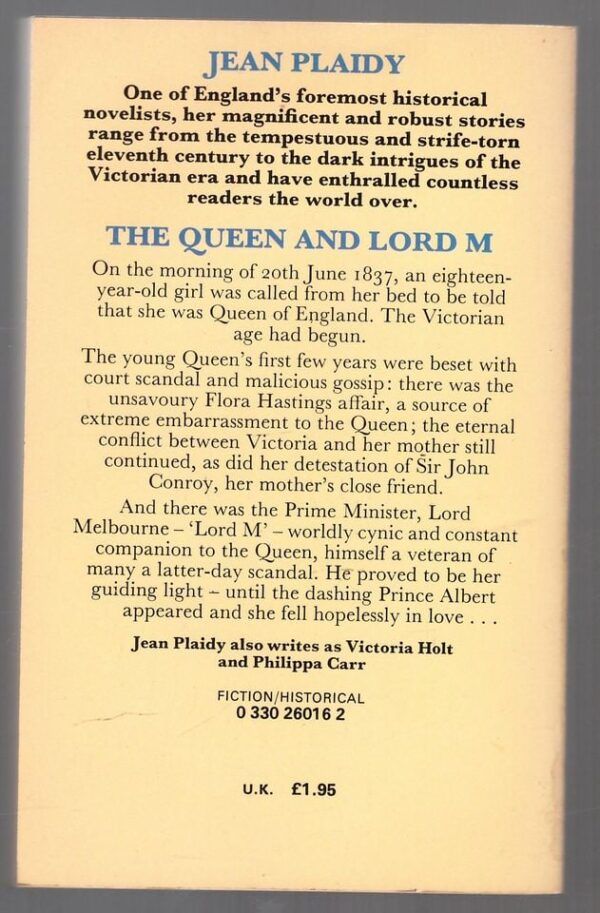 JEAN PLAIDY
One of England's foremost historical
novelists, her magnificent and robust stories
range from the tempestuous and strife-torn
eleventh century to the dark intrigues of the
Victorian era and have enthralled countless
readers the world over.
THE QUEEN AND LORD M
On the morning of 20th June 1837, an eighteen-
year-old girl was called from her bed to be told
that she was Queen of England. The Victorian
age had begun.
The young Queen's first few years were beset with
court scandal and malicious gossip: there was the
unsavoury Flora Hastings affair, a source of
extreme embarrassment to the Queen; the eternal
conflict between Victoria and her mother still
continued, as did her detestation of Sir John
Conroy, her mother's close friend.
And there was the Prime Minister, Lord
Melbourne – 'Lord M' – worldly cynic and constant
companion to the Queen, himself a veteran of
many a latter-day scandal. He proved to be her
guiding light – until the dashing Prince Albert
appeared and she fell hopelessly in love . . .
Jean Plaidy also writes as Victoria Holt
and Philippa Carr
FICTION/HISTORICAL
0 330 26016 2
U.K. £1.95